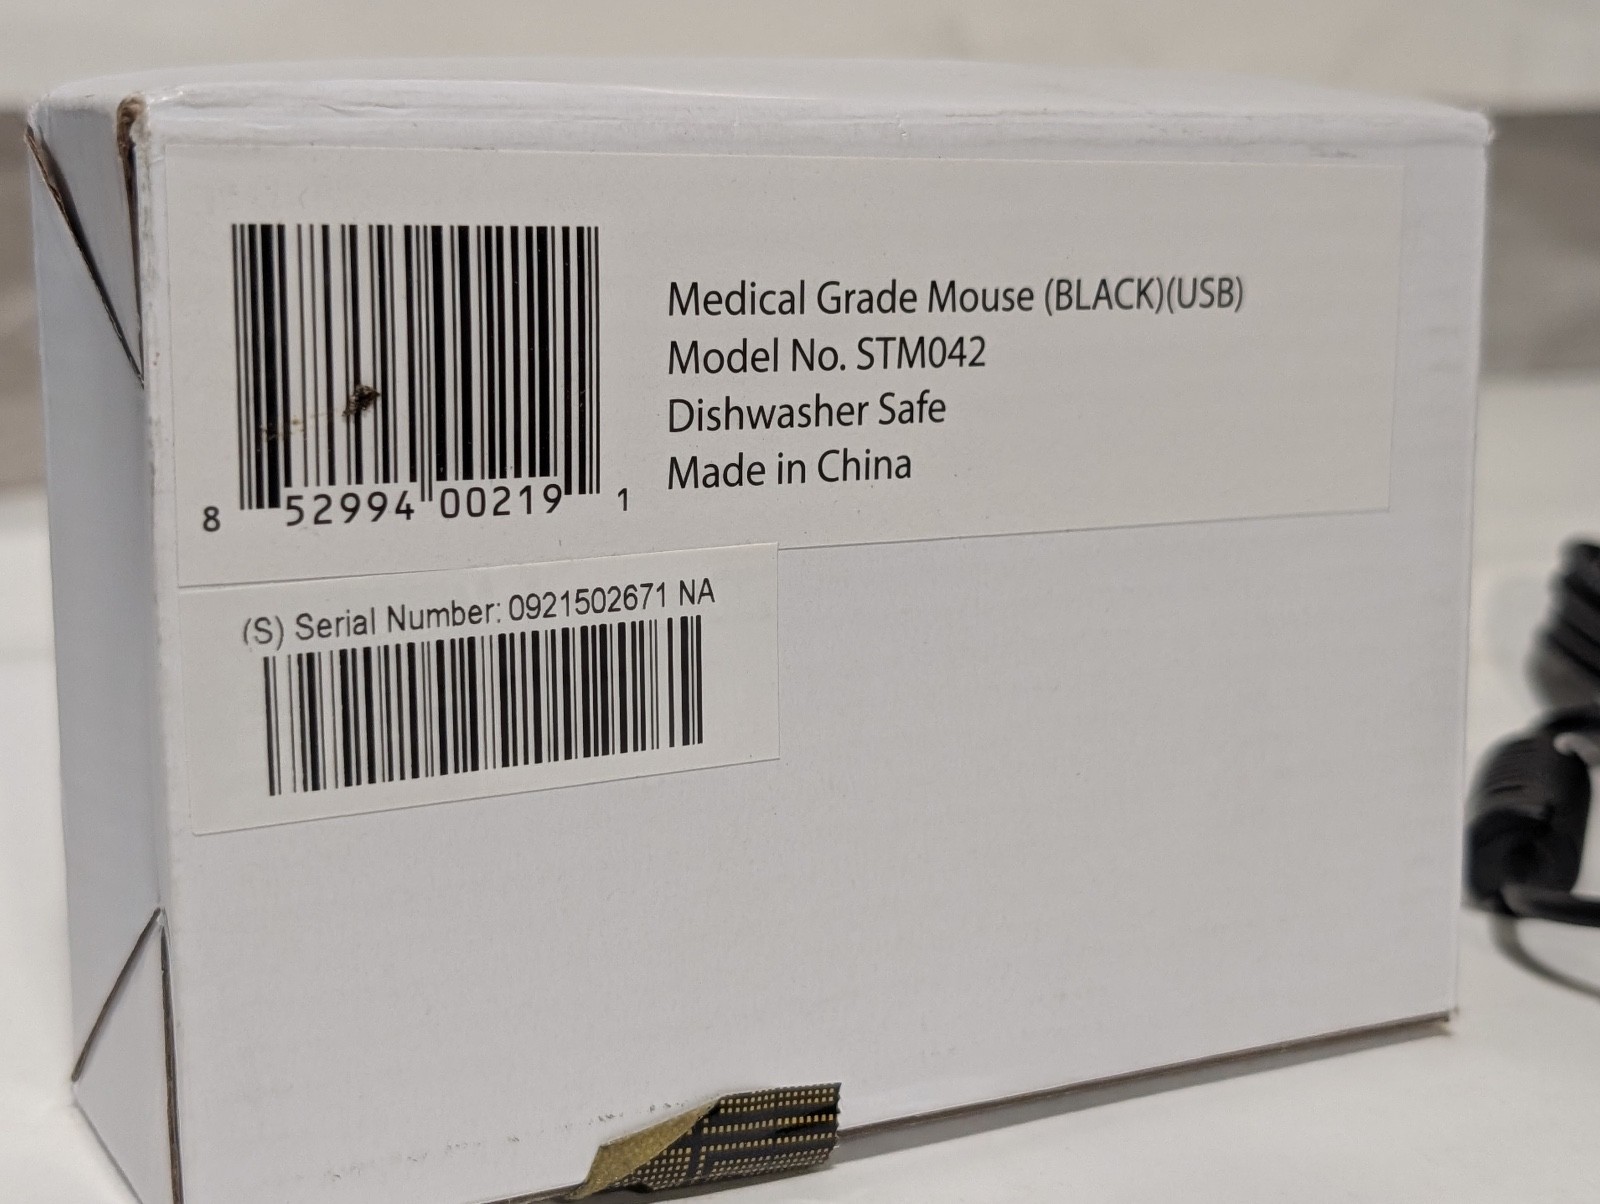 Medical Grade Mouse (BLACK)(USB)
Model No. STM042
Dishwasher Safe
Made in China
8 52994 00219 1
(S) Serial Number: 0921502671 NA